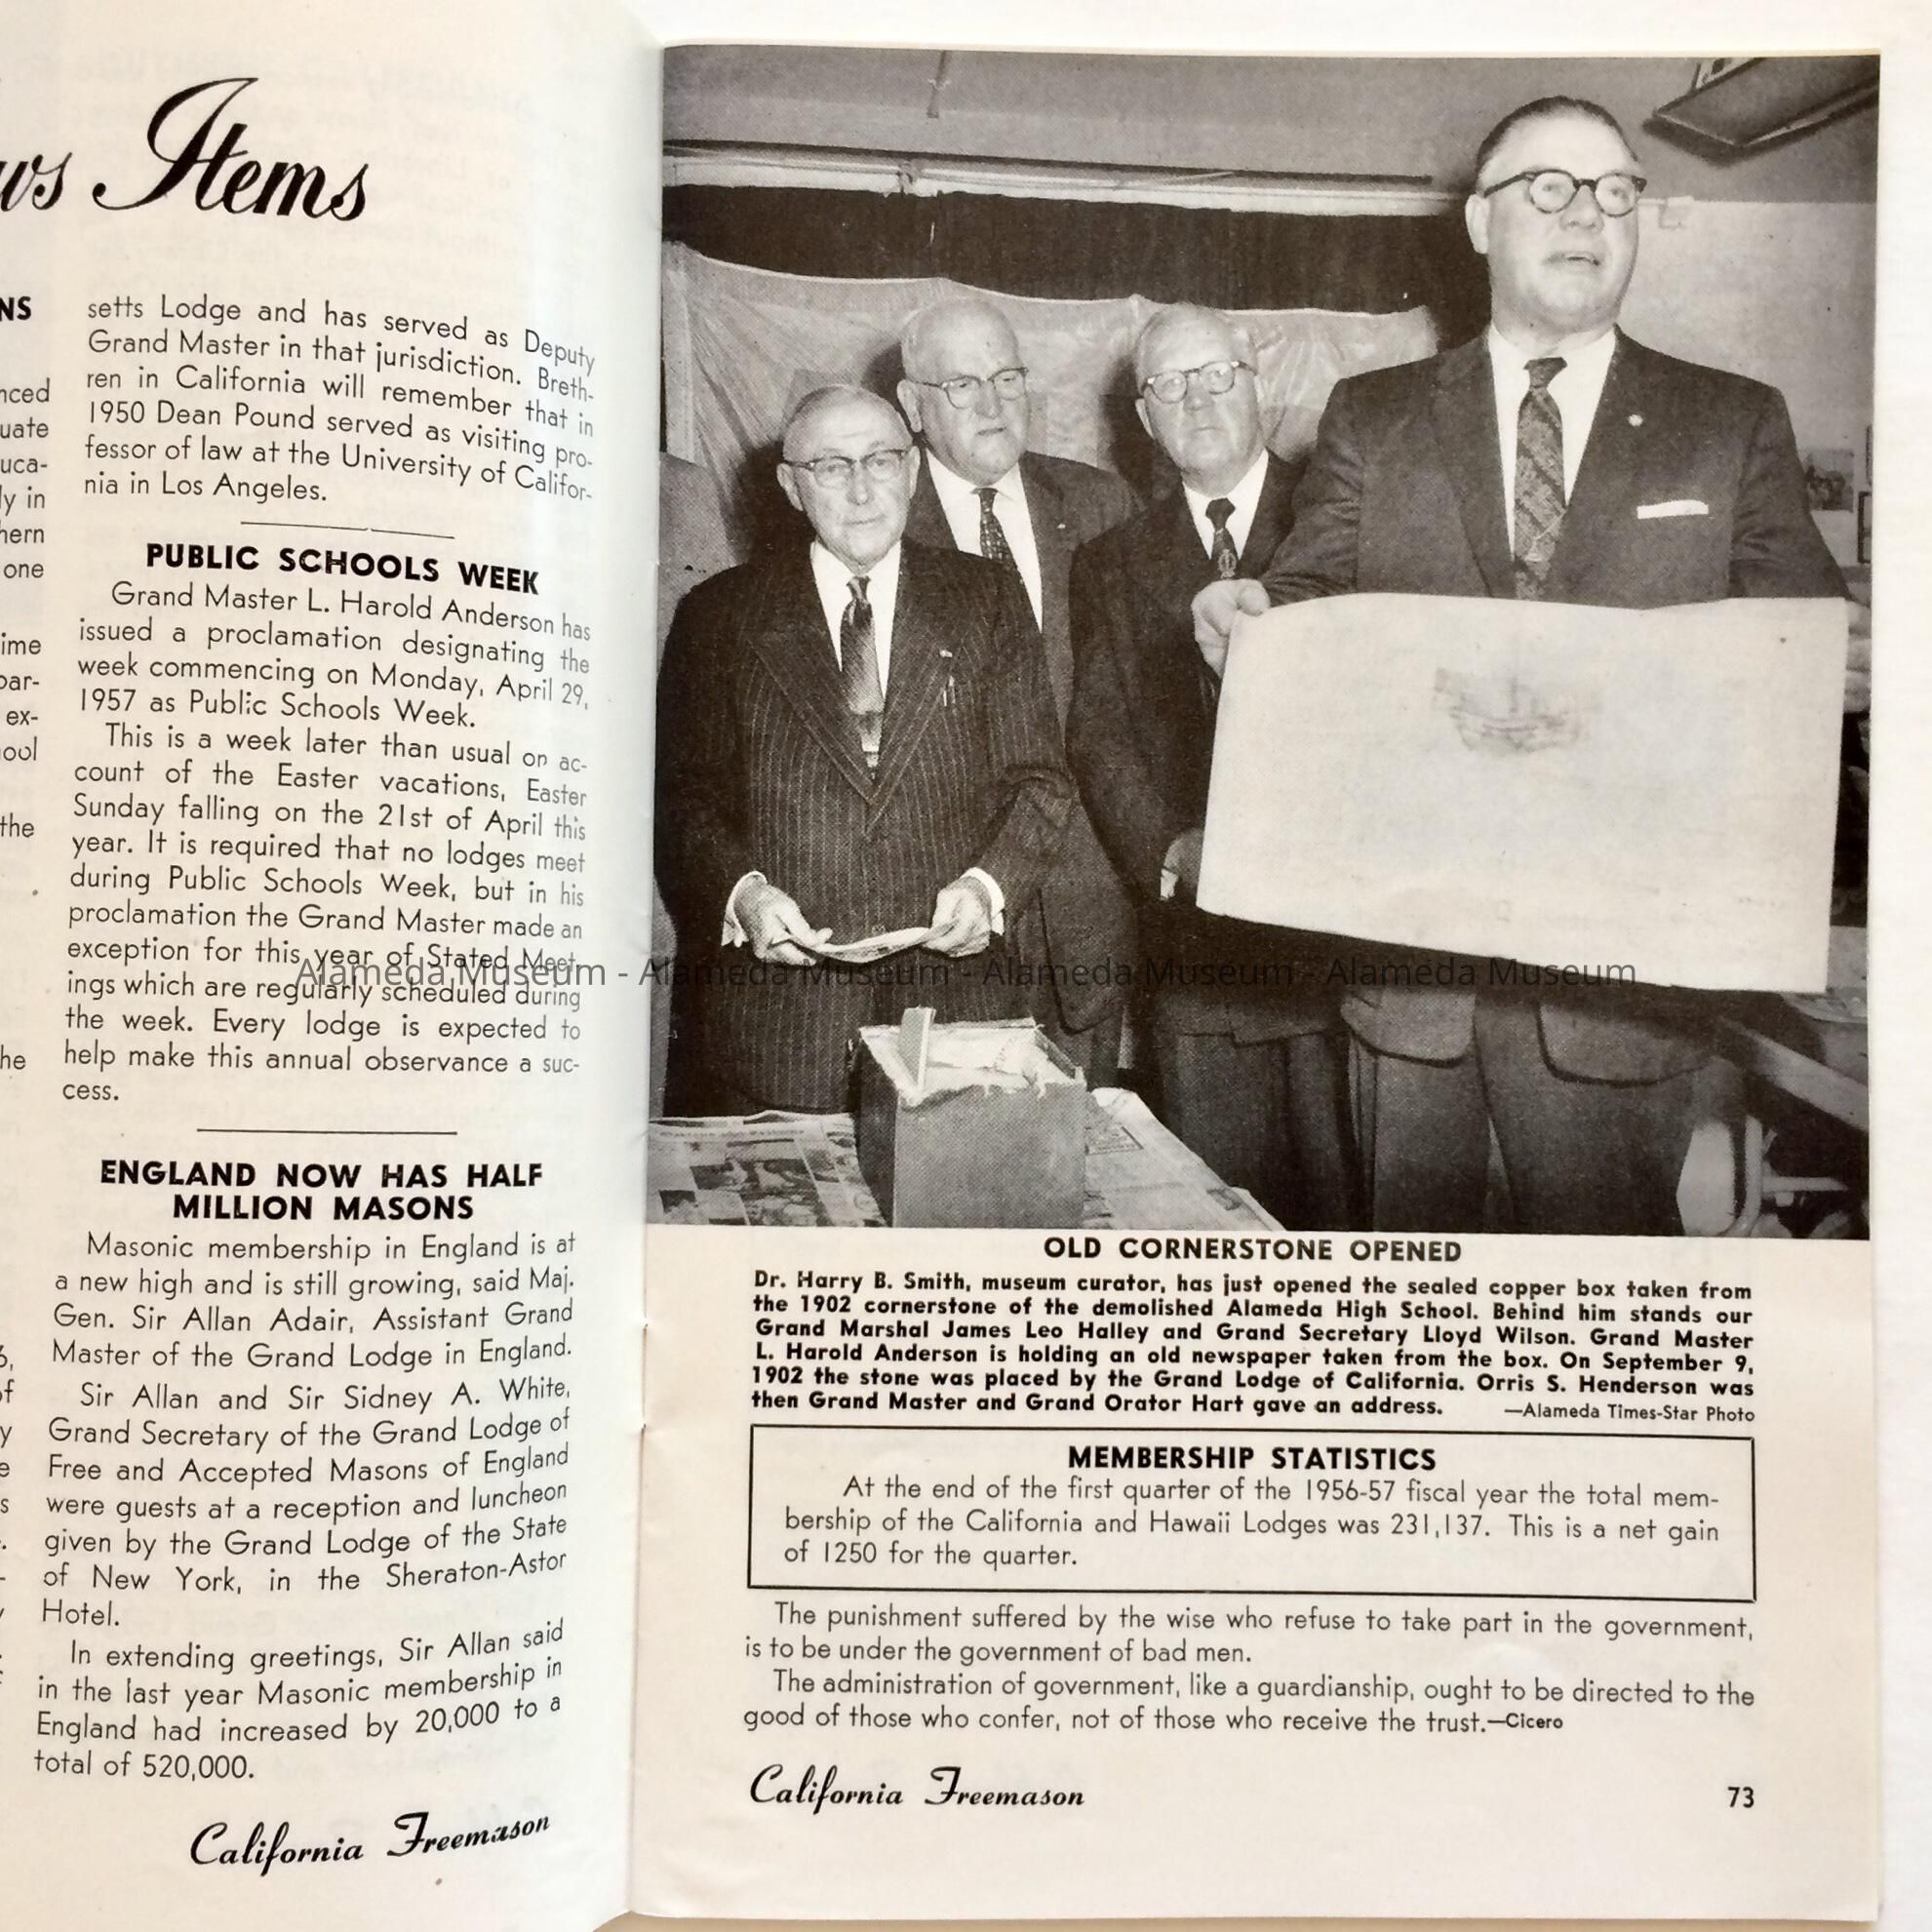 ws Items
NS
nced
uate
uca-
ly in
hern
one
ime
par-
ex-
ool
the
he
6,
of
y
e
s
setts Lodge and has served as Deputy
Grand Master in that jurisdiction. Breth-
ren in California will remember that in
1950 Dean Pound served as visiting pro-
fessor of law at the University of Califor-
nia in Los Angeles.
PUBLIC SCHOOLS WEEK
Grand Master L. Harold Anderson has
issued a proclamation designating the
week commencing on Monday, April 29,
1957 as Public Schools Week.
This is a week later than usual on ac-
count of the Easter vacations, Easter
Sunday falling on the 21st of April this
year. It is required that no lodges meet
during Public Schools Week, but in his
proclamation the Grand Master made an
exception for this year of Stated Meet-
ings which are regularly scheduled during
the week. Every lodge is expected to
help make this annual observance a suc-
cess.
ENGLAND NOW HAS HALF
MILLION MASONS
Masonic membership in England is at
a new high and is still growing, said Maj.
Gen. Sir Allan Adair, Assistant Grand
Master of the Grand Lodge in England.
Sir Allan and Sir Sidney A. White,
Grand Secretary of the Grand Lodge of
Free and Accepted Masons of England
were guests at a reception and luncheon
given by the Grand Lodge of the State
of New York, in the Sheraton-Astor
Hotel.
In extending greetings, Sir Allan said
in the last year Masonic membership in
England had increased by 20,000 to a
total of 520,000.
California Freemason
Alameda Museum - Alameda Museum - Alameda Museum - Alameda Museum
OLD CORNERSTONE OPENED
Dr. Harry B. Smith, museum curator, has just opened the sealed copper box taken from
the 1902 cornerstone of the demolished Alameda High School. Behind him stands our
Grand Marshal James Leo Halley and Grand Secretary Lloyd Wilson. Grand Master
L. Harold Anderson is holding an old newspaper taken from the box. On September 9,
1902 the stone was placed by the Grand Lodge of California. Orris S. Henderson was
then Grand Master and Grand Orator Hart gave an address. —Alameda Times-Star Photo
MEMBERSHIP STATISTICS
At the end of the first quarter of the 1956-57 fiscal year the total mem-
bership of the California and Hawaii Lodges was 231,137. This is a net gain
of 1250 for the quarter.
The punishment suffered by the wise who refuse to take part in the government,
is to be under the government of bad men.
The administration of government, like a guardianship, ought to be directed to the
good of those who confer, not of those who receive the trust.—Cicero
California Freemason 73